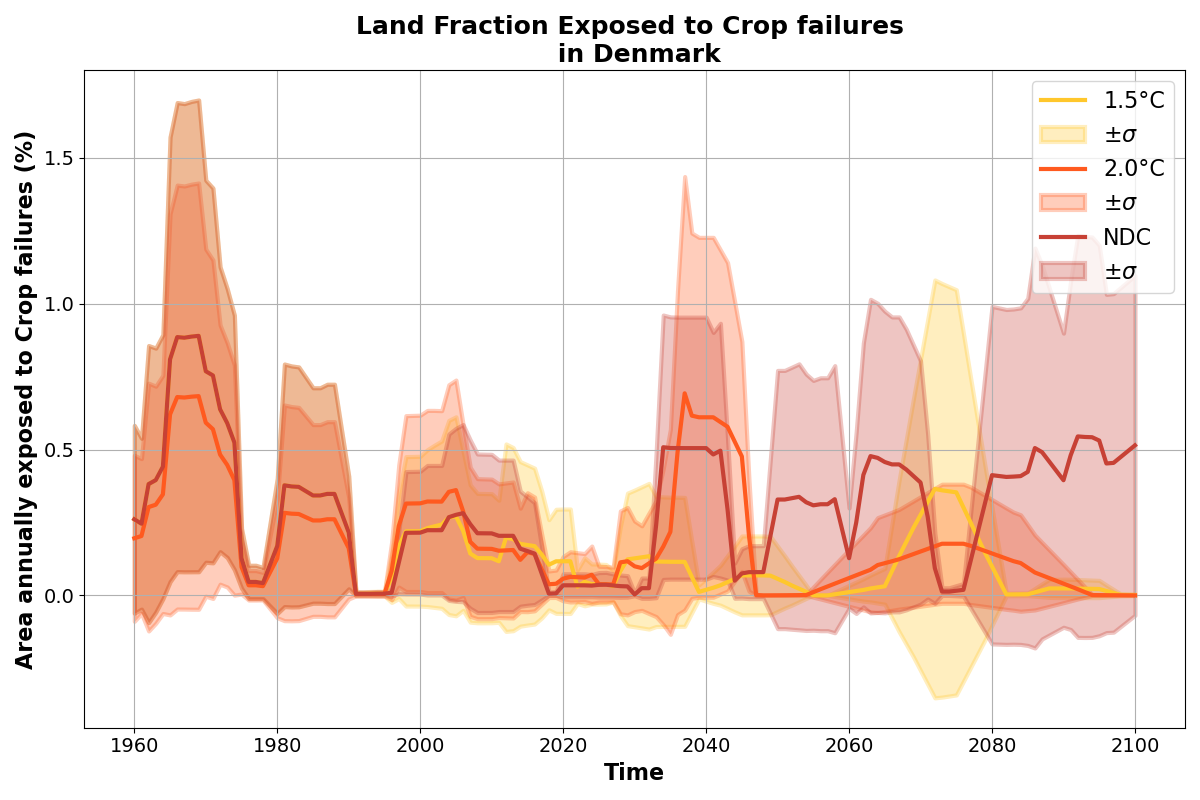 Land Fraction Exposed to Crop failures
in Denmark
Area annually exposed to Crop failures (%)
1.5
1.0
0.5
0.0
1960 1980 2000 2020 2040 2060 2080 2100
Time
1.5°C
±σ
2.0°C
±σ
NDC
±σ